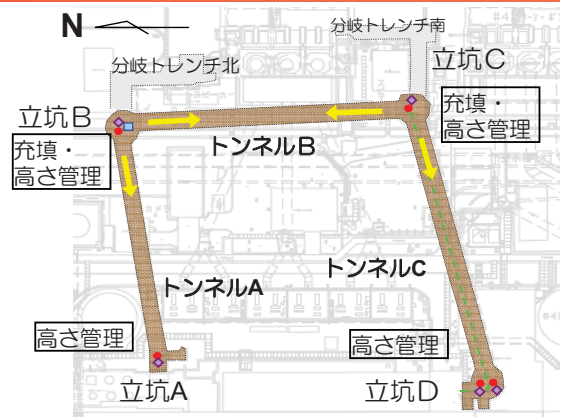 N
分岐トレンチ南
分岐トレンチ北
立坑C
立坑B
充填・
高さ管理
充填・
高さ管理
トンネルB
トンネルC
トンネルA
高さ管理
高さ管理
立坑A
立坑D